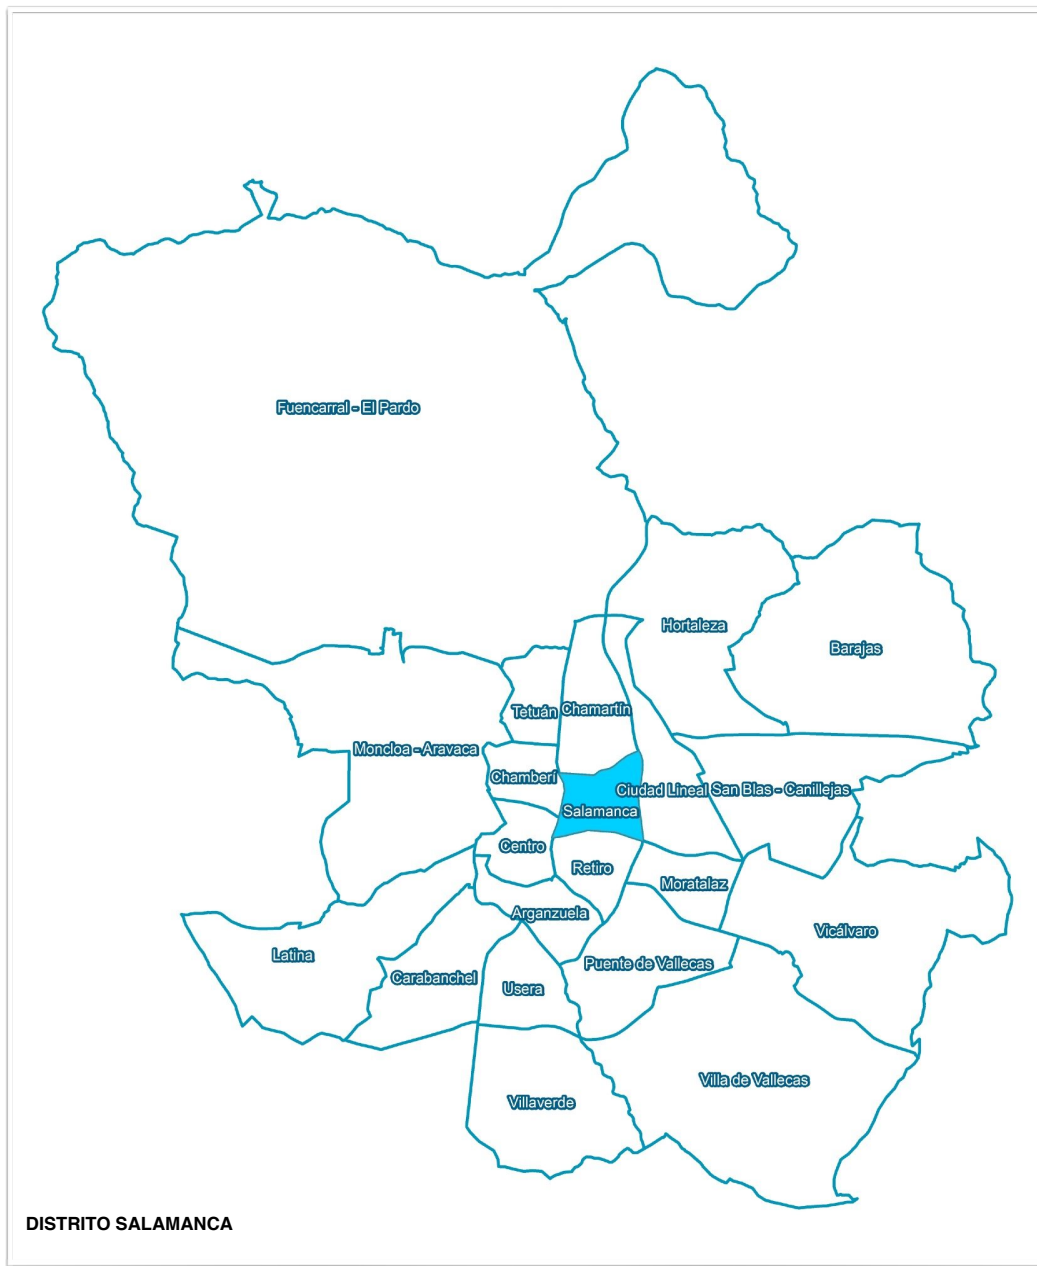 Fuencarral - El Pardo
Hortaleza
Barajas
Tetuán
Chamartín
Moncloa - Aravaca
Chamberí
Ciudad Lineal
San Blas - Canillejas
Salamanca
Centro
Retiro
Moratalaz
Arganzuela
Vicálvaro
Latina
Carabanchel
Puente de Vallecas
Usera
Villa de Vallecas
Villaverde
DISTRITO SALAMANCA